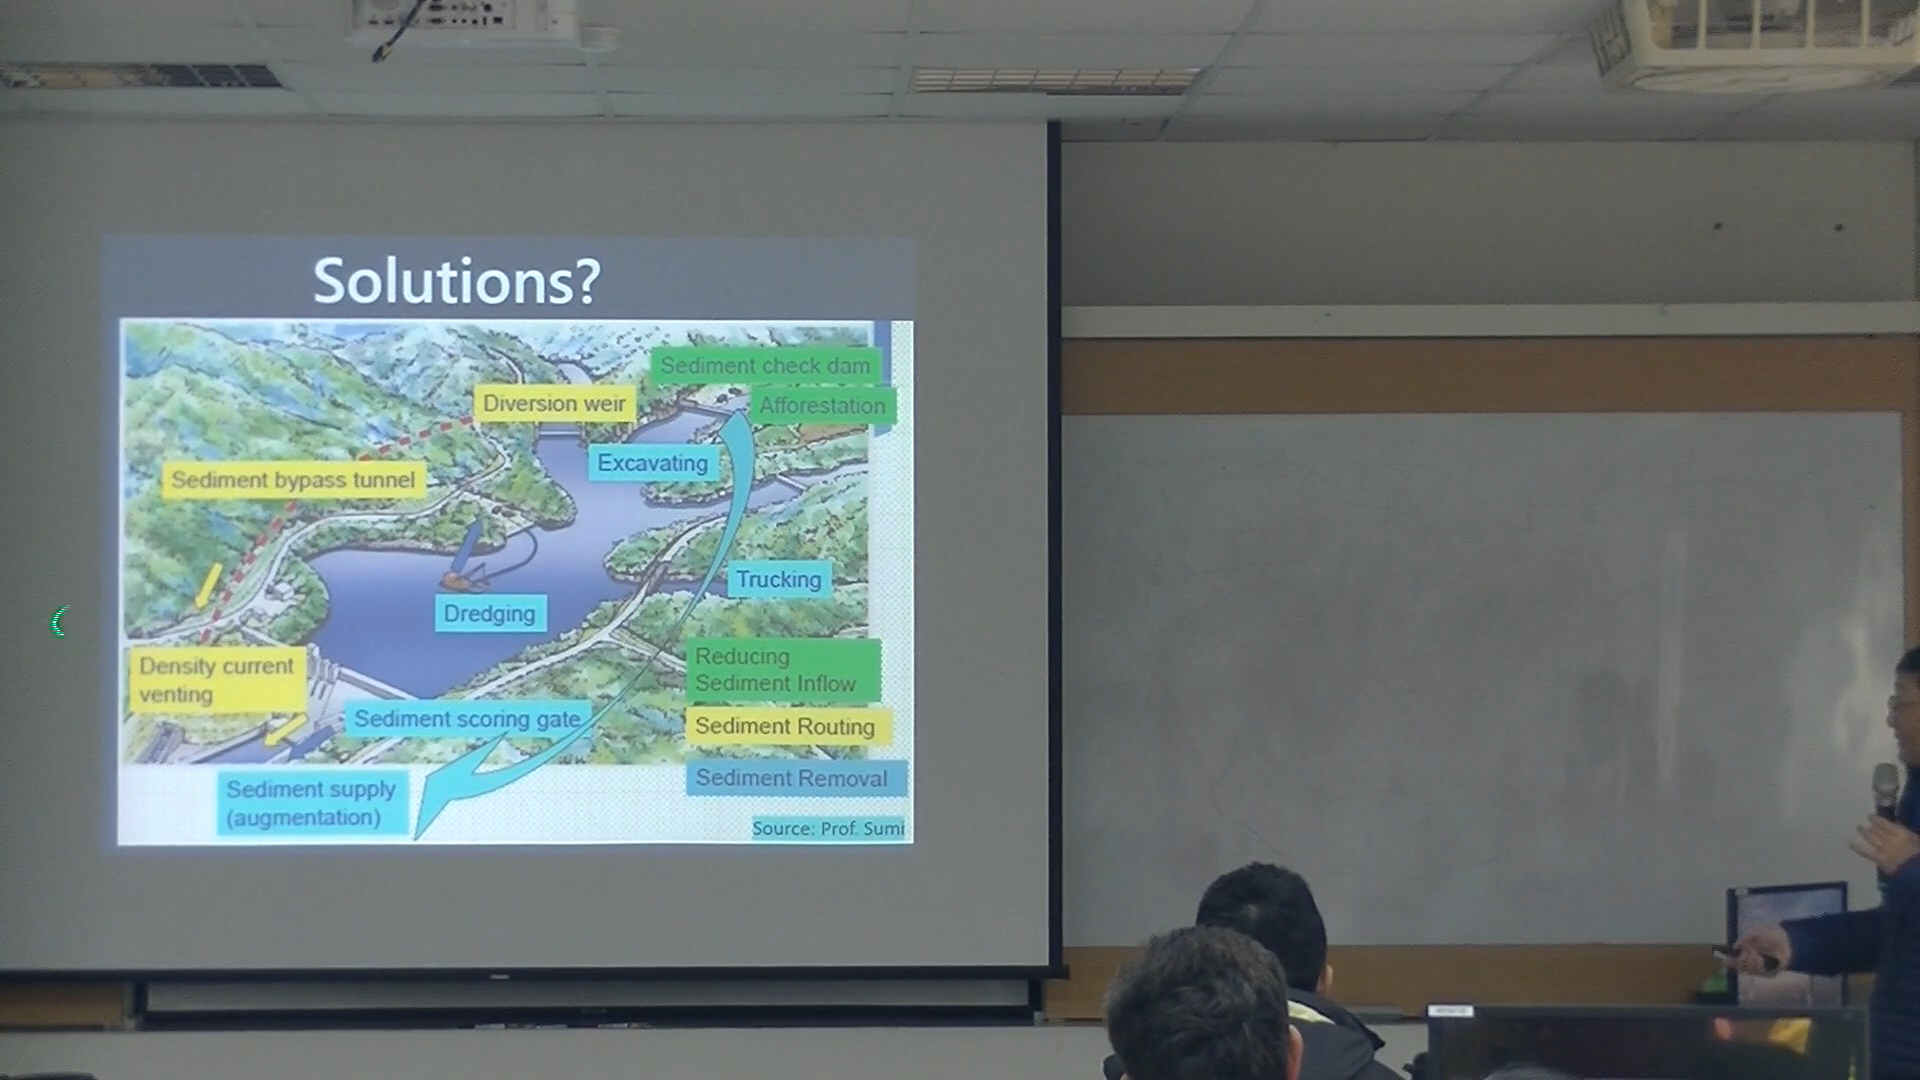 Solutions?
Sediment check dam
Diversion weir
Afforestation
Excavating
Sediment bypass tunnel
Trucking
Dredging
Density current
venting
Reducing
Sediment Inflow
Sediment scoring gate
Sediment Routing
Sediment Removal
Sediment supply
(augmentation)
Source: Prof. Sumi